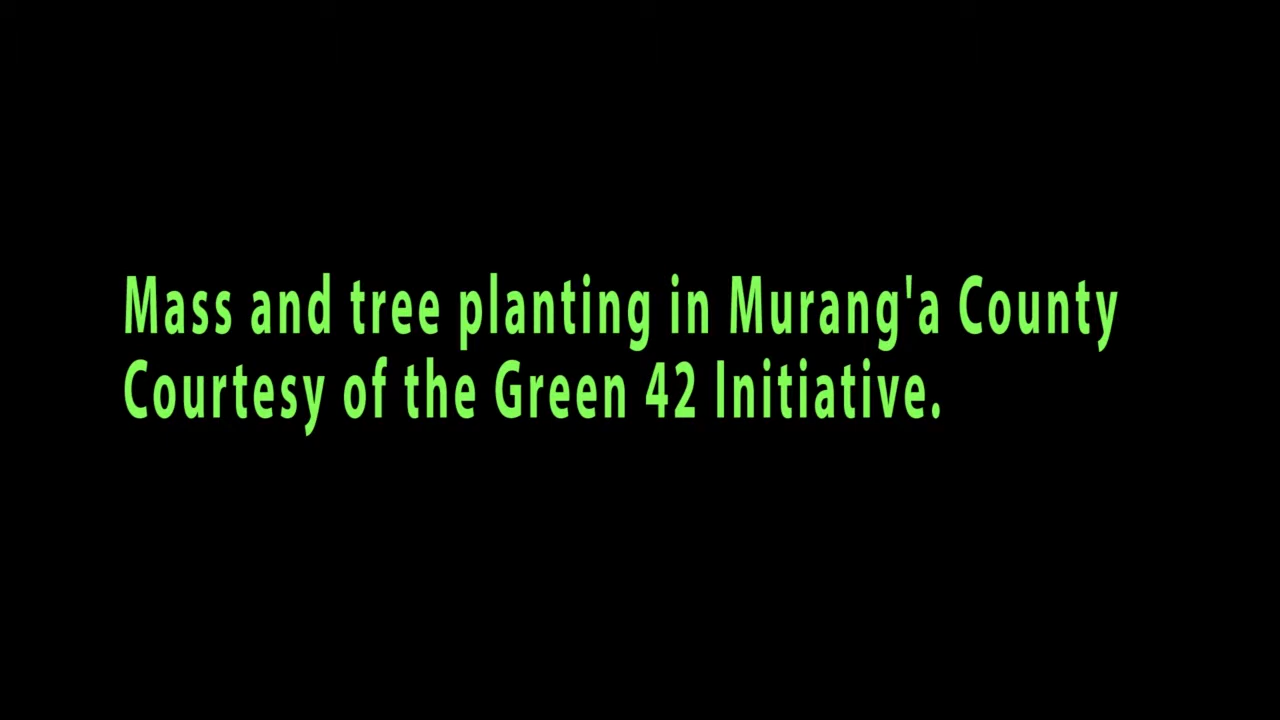 Mass and tree planting in Murang'a County
Courtesy of the Green 42 Initiative.